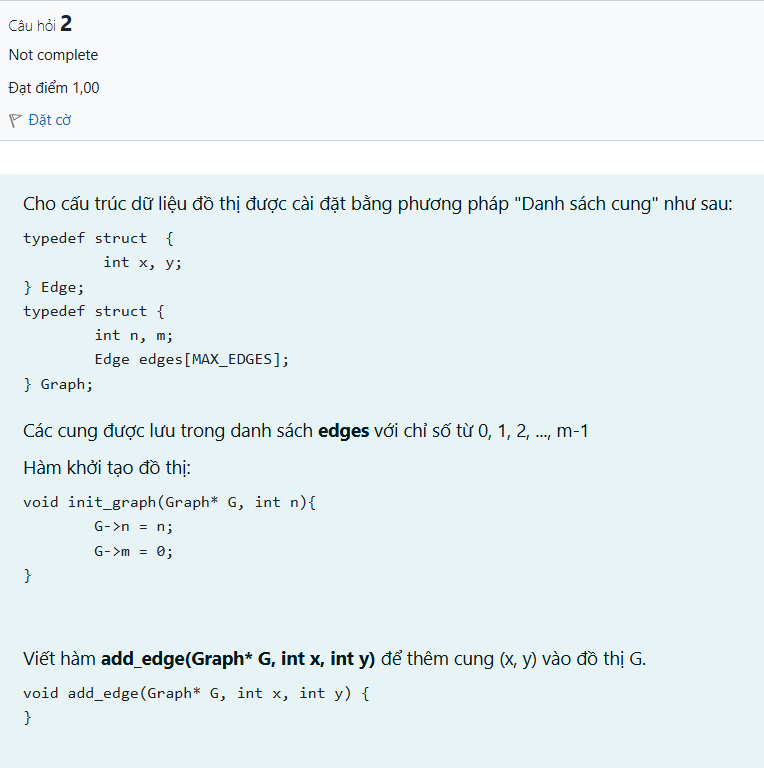 Câu hỏi 2
Not complete
Đạt điểm 1,00
Đặt cờ
Cho cấu trúc dữ liệu đồ thị được cài đặt bằng phương pháp "Danh sách cung" như sau:
typedef struct  {
         int x, y;
} Edge;
typedef struct {
        int n, m;
        Edge edges[MAX_EDGES];
} Graph;
Các cung được lưu trong danh sách edges với chỉ số từ 0, 1, 2, ..., m-1
Hàm khởi tạo đồ thị:
void init_graph(Graph* G, int n){
        G->n = n;
        G->m = 0;
}
Viết hàm add_edge(Graph* G, int x, int y) để thêm cung (x, y) vào đồ thị G.
void add_edge(Graph* G, int x, int y) {
}